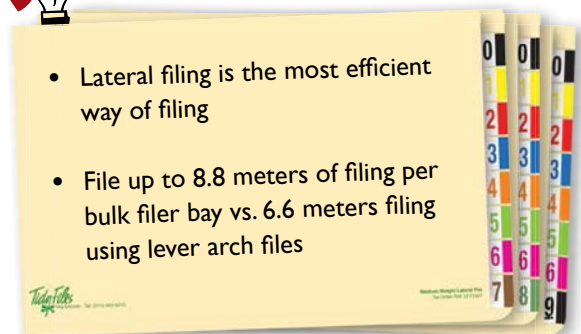 • Lateral filing is the most efficient
way of filing
• File up to 8.8 meters of filing per
bulk filer bay vs. 6.6 meters filing
using lever arch files
Tidy Files
0 0 0
1 1 1
2 2 2
3 3 3
4 4 4
5 5 5
6 6 6
7 8 9